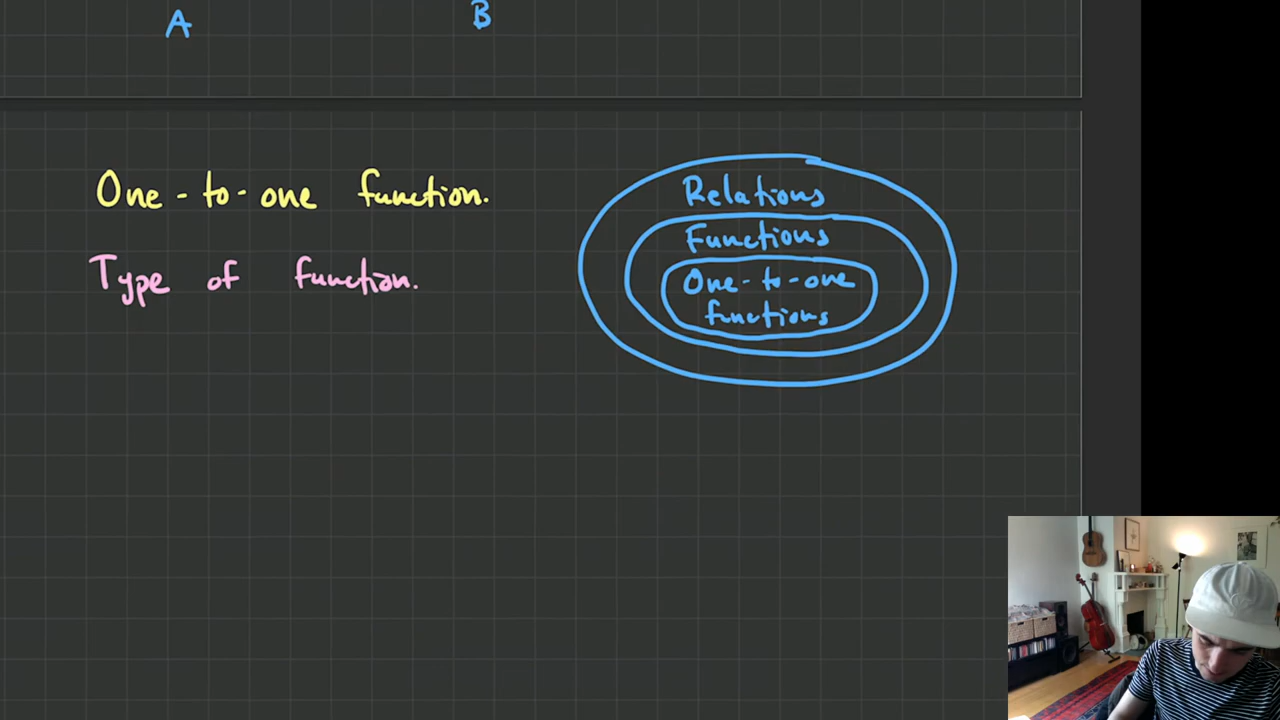 A B
One-to-one function.
Type of function.
Relations
Functions
One-to-one
functions